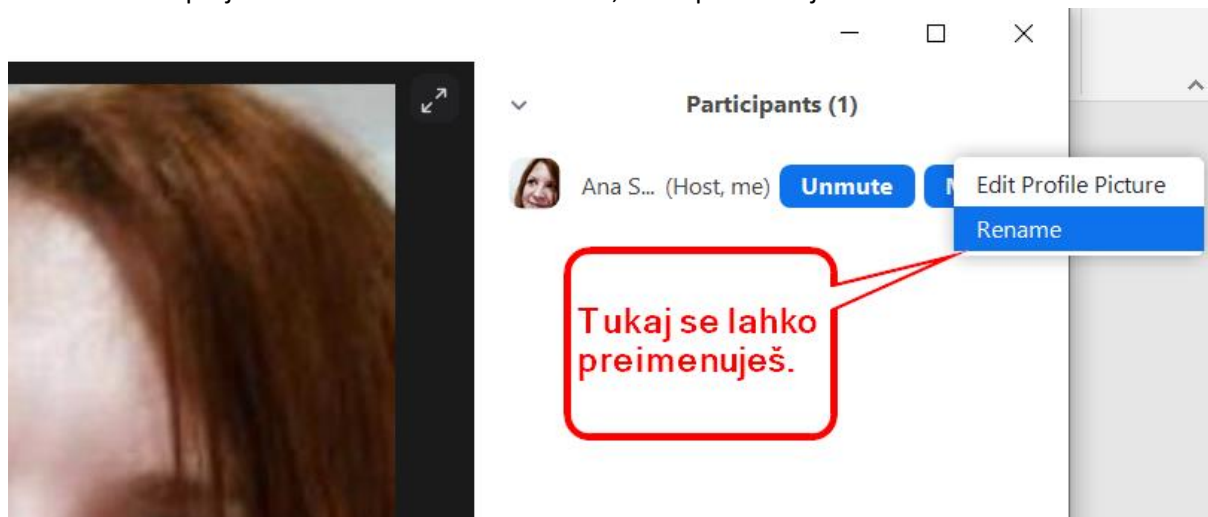 Participants (1)
Ana S... (Host, me) Unmute
Edit Profile Picture
Rename
Tukaj se lahko
preimenuješ.